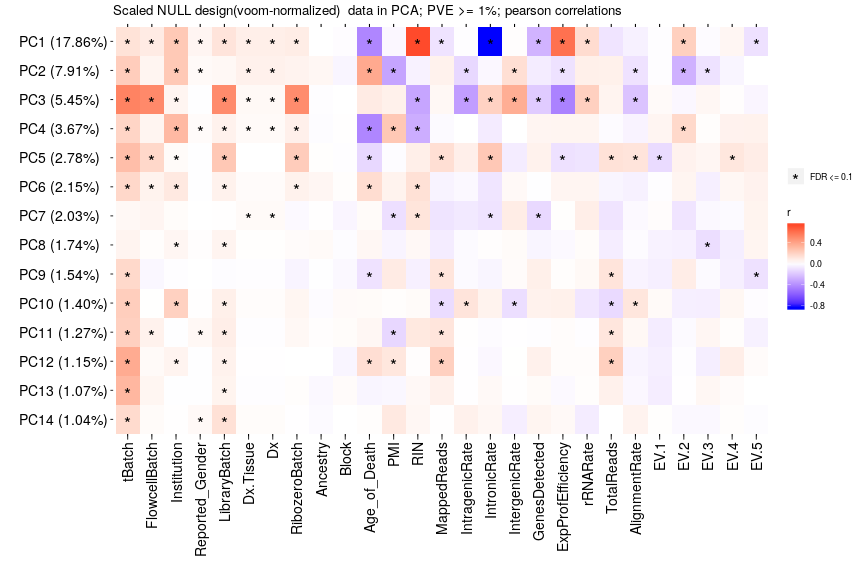 Scaled NULL design(voom-normalized) data in PCA; PVE >= 1%; pearson correlations
PC1 (17.86%)
PC2 (7.91%)
PC3 (5.45%)
PC4 (3.67%)
PC5 (2.78%)
PC6 (2.15%)
PC7 (2.03%)
PC8 (1.74%)
PC9 (1.54%)
PC10 (1.40%)
PC11 (1.27%)
PC12 (1.15%)
PC13 (1.07%)
PC14 (1.04%)
tBatch
FlowcellBatch
Institution
Reported_Gender
LibraryBatch
Dx.Tissue
Dx
RibozeroBatch
Ancestry
Block
Age_of_Death
PMI
RIN
MappedReads
IntragenicRate
IntronicRate
IntergenicRate
GenesDetected
ExpProfEfficiency
rRNARate
TotalReads
AlignmentRate
EV.1
EV.2
EV.3
EV.4
EV.5
* FDR <= 0.1
r
0.4
0.0
-0.4
-0.8